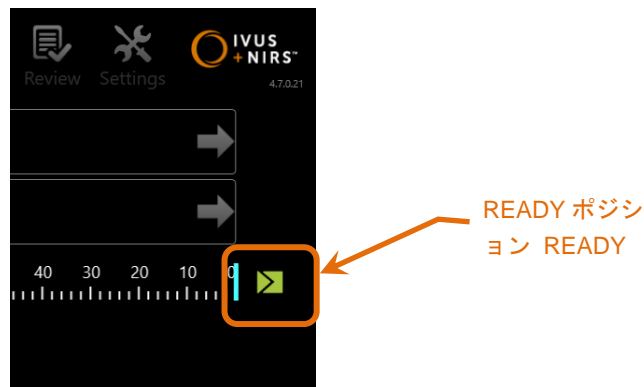 IVUS
+NIRS™
Review Settings
4.7.0.21
40 30 20 10 0
READY ポジシ
ョン READY